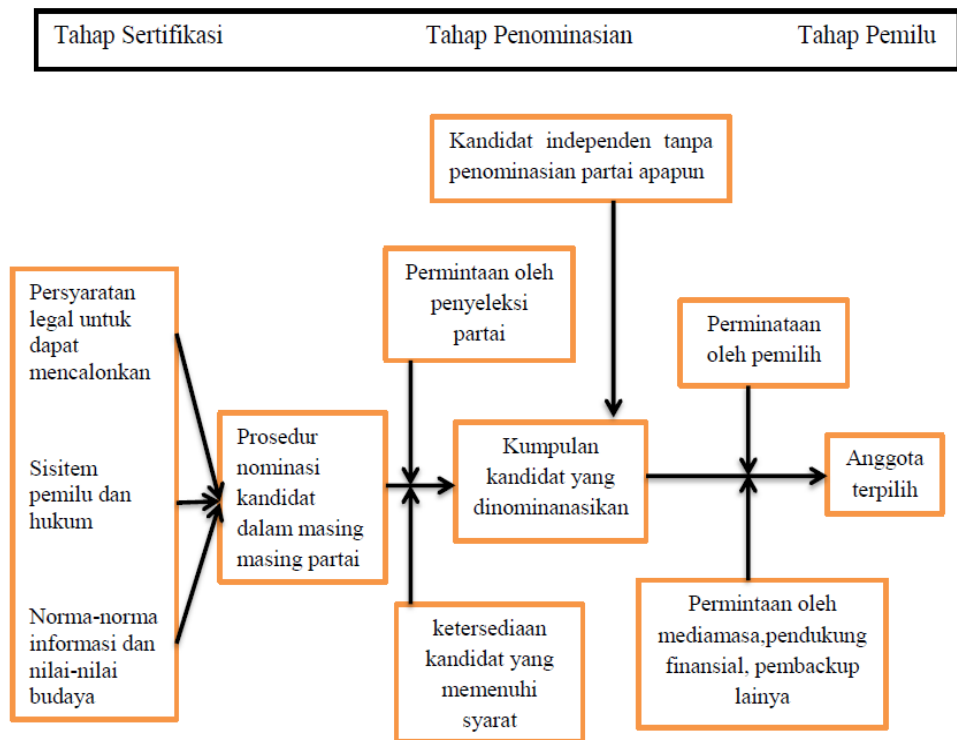 Tahap Sertifikasi
Tahap Penominasian
Tahap Pemilu
Kandidat independen tanpa
penominasian partai apapun
Persyaratan
legal untuk
dapat
mencalonkan
Sisitem
pemilu dan
hukum
Norma-norma
informasi dan
nilai-nilai
budaya
Prosedur
nominasi
kandidat
dalam masing
masing partai
Permintaan oleh
penyeleksi
partai
ketersediaan
kandidat yang
memenuhi
syarat
Kumpulan
kandidat yang
dinominanasikan
Perminataan
oleh pemilih
Permintaan oleh
mediamasa,pendukung
finansial, pembackup
lainya
Anggota
terpilih